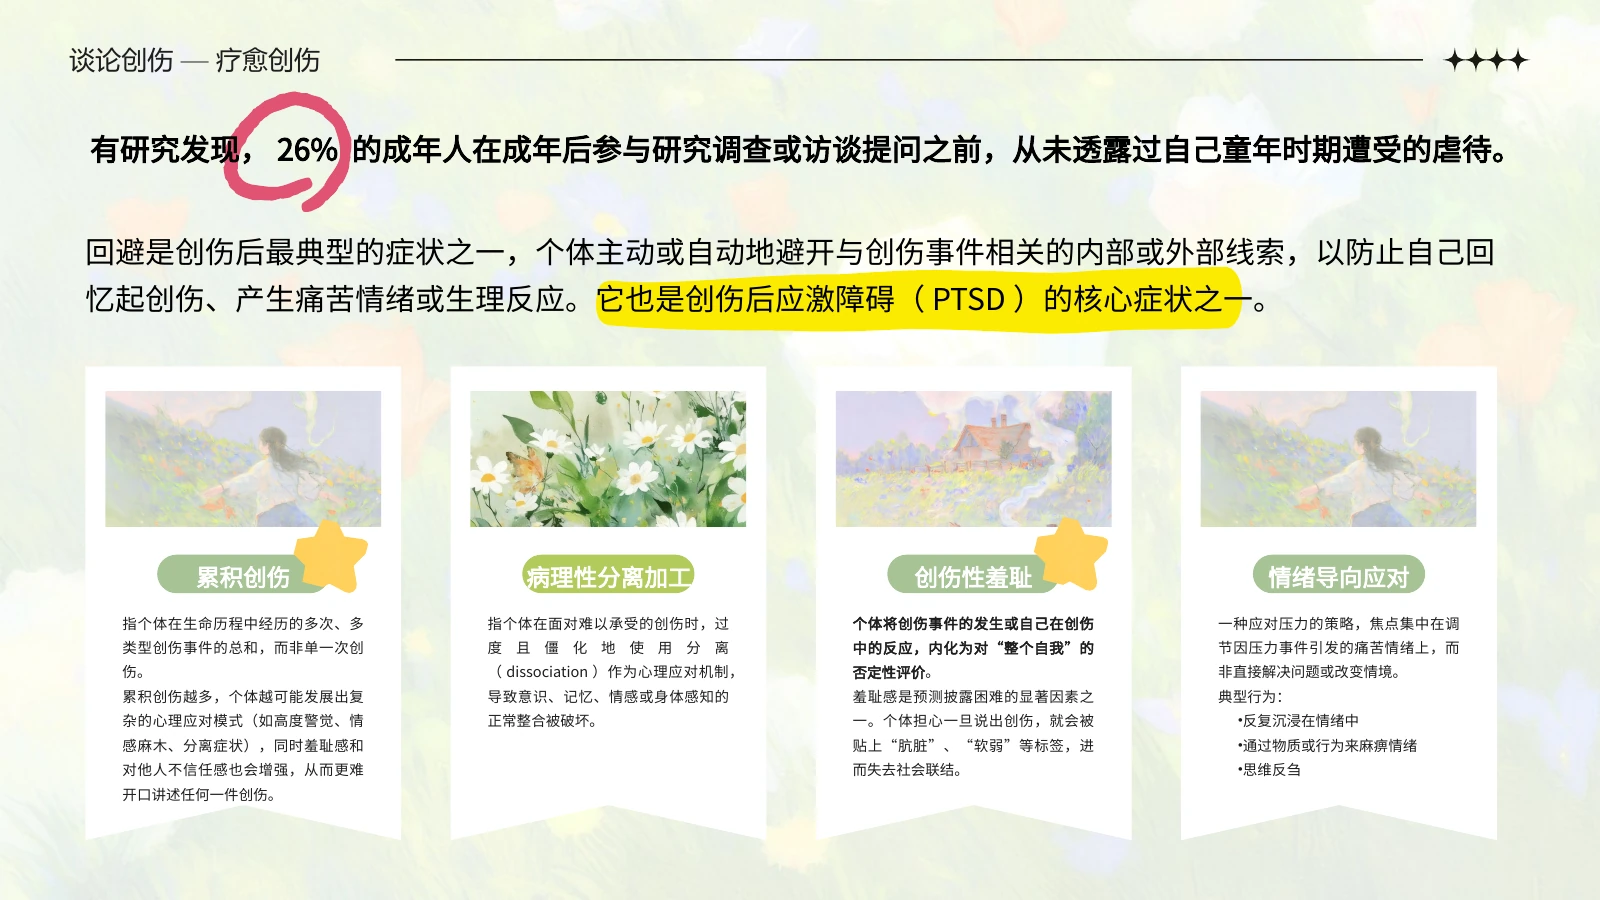 谈论创伤 — 疗愈创伤
有研究发现， 26% 的成年人在成年后参与研究调查或访谈提问之前，从未透露过自己童年时期遭受的虐待。
回避是创伤后最典型的症状之一，个体主动或自动地避开与创伤事件相关的内部或外部线索，以防止自己回
忆起创伤、产生痛苦情绪或生理反应。它也是创伤后应激障碍（ PTSD ）的核心症状之一。
累积创伤
指个体在生命历程中经历的多次、多
类型创伤事件的总和，而非单一次创
伤。
累积创伤越多，个体越可能发展出复
杂的心理应对模式（如高度警觉、情
感麻木、分离症状），同时羞耻感和
对他人不信任感也会增强，从而更难
开口讲述任何一件创伤。
病理性分离加工
指个体在面对难以承受的创伤时，过
度且僵化地使用分离
（ dissociation ）作为心理应对机制，
导致意识、记忆、情感或身体感知的
正常整合被破坏。
创伤性羞耻
个体将创伤事件的发生或自己在创伤
中的反应，内化为对“整个自我”的
否定性评价。
羞耻感是预测披露困难的显著因素之
一。个体担心一旦说出创伤，就会被
贴上“肮脏”、“软弱”等标签，进
而失去社会联结。
情绪导向应对
一种应对压力的策略，焦点集中在调
节因压力事件引发的痛苦情绪上，而
非直接解决问题或改变情境。
典型行为：
•反复沉浸在情绪中
•通过物质或行为来麻痹情绪
•思维反刍